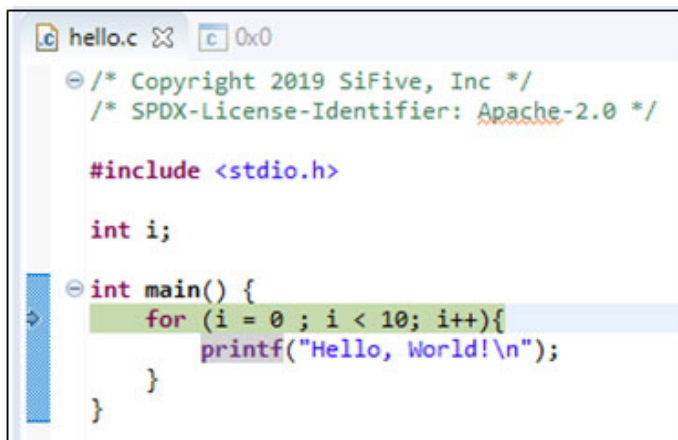 hello.c 0x0
/* Copyright 2019 SiFive, Inc */
/* SPDX-License-Identifier: Apache-2.0 */
#include <stdio.h>
int i;
int main() {
for (i = 0 ; i < 10; i++){
printf("Hello, World!\n");
}
}